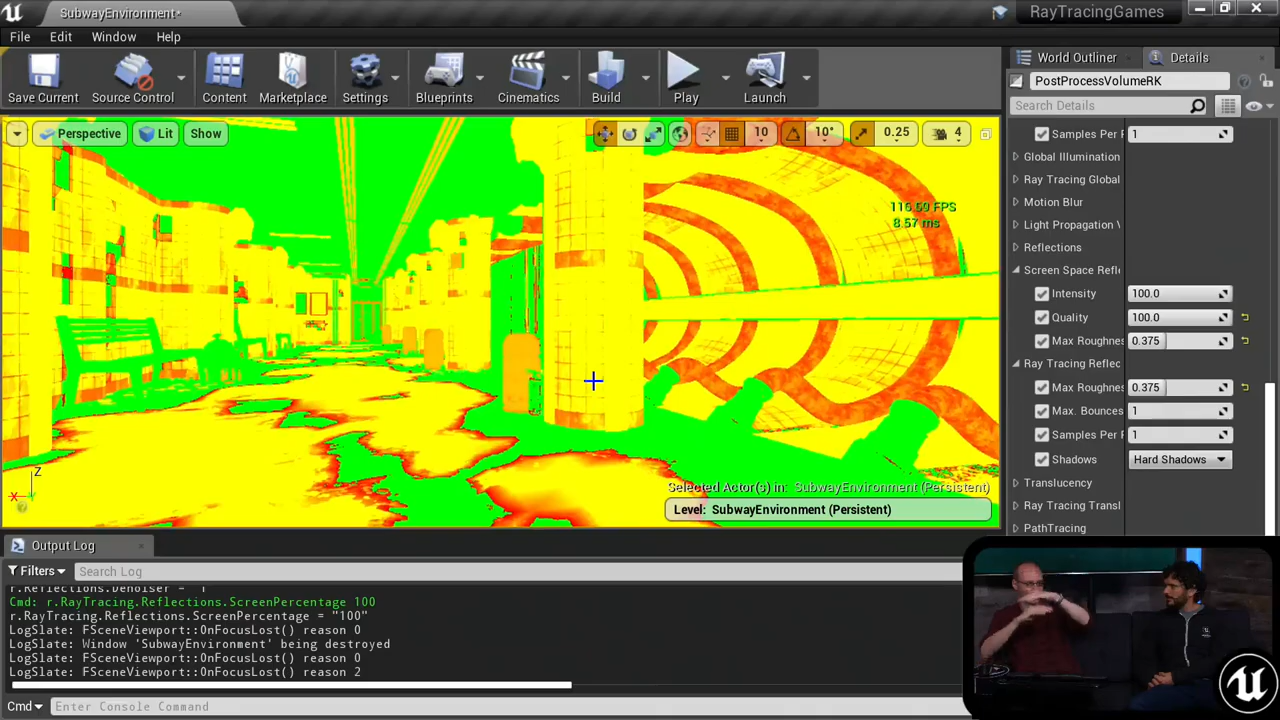 SubwayEnvironment*
RayTracingGames
File Edit Window Help
World Outliner
Details
Save Current
Source Control
Content
Marketplace
Settings
Blueprints
Cinematics
Build
Play
Launch
PostProcessVolumeRK
Search Details
Perspective
Lit
Show
10
10°
0.25
4
116.59 FPS
8.57 ms
Samples Per 1
Global Illumination
Ray Tracing Global
Motion Blur
Light Propagation V
Reflections
Screen Space Refle
Intensity 100.0
Quality 100.0
Max Roughnes 0.375
Ray Tracing Reflec
Max Roughnes 0.375
Max. Bounces 1
Samples Per 1
Shadows Hard Shadows
Translucency
Ray Tracing Transl
PathTracing
Z
X
Selected Actor(s) in: SubwayEnvironment (Persistent)
Level: SubwayEnvironment (Persistent)
Output Log
Filters
Search Log
r.Reflections.Denoiser = "1"
Cmd: r.RayTracing.Reflections.ScreenPercentage 100
r.RayTracing.Reflections.ScreenPercentage = "100"
LogSlate: FSceneViewport::OnFocusLost() reason 0
LogSlate: Window 'SubwayEnvironment' being destroyed
LogSlate: FSceneViewport::OnFocusLost() reason 0
LogSlate: FSceneViewport::OnFocusLost() reason 2
Cmd
Enter Console Command